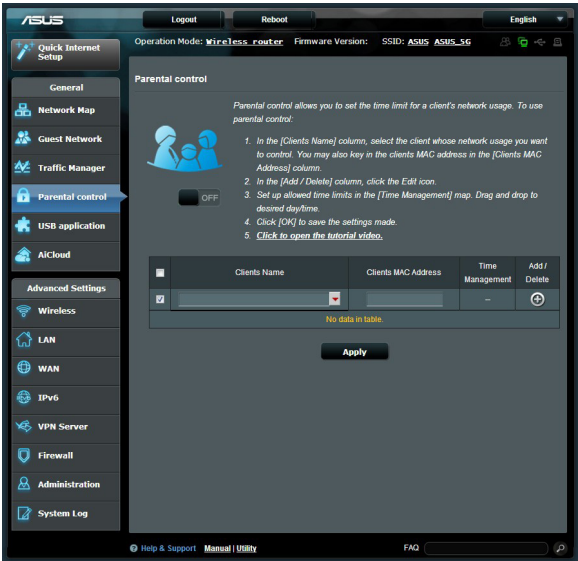 ASUS
Logout
Reboot
English
Quick Internet
Setup
Operation Mode: Wireless router Firmware Version: SSID: ASUS ASUS_5G
General
Network Map
Guest Network
Traffic Manager
Parental control
USB application
AiCloud
Advanced Settings
Wireless
LAN
WAN
IPv6
VPN Server
Firewall
Administration
System Log
Parental control
Parental control allows you to set the time limit for a client's network usage. To use
parental control:
1. In the [Clients Name] column, select the client whose network usage you want
to control. You may also key in the clients MAC address in the [Clients MAC
Address] column.
2. In the [Add / Delete] column, click the Edit icon.
3. Set up allowed time limits in the [Time Management] map. Drag and drop to
desired day/time.
4. Click [OK] to save the settings made.
5. Click to open the tutorial video.
OFF
Clients Name
Clients MAC Address
Time
Management
Add /
Delete
–
No data in table.
Apply
Help & Support Manual | Utility
FAQ